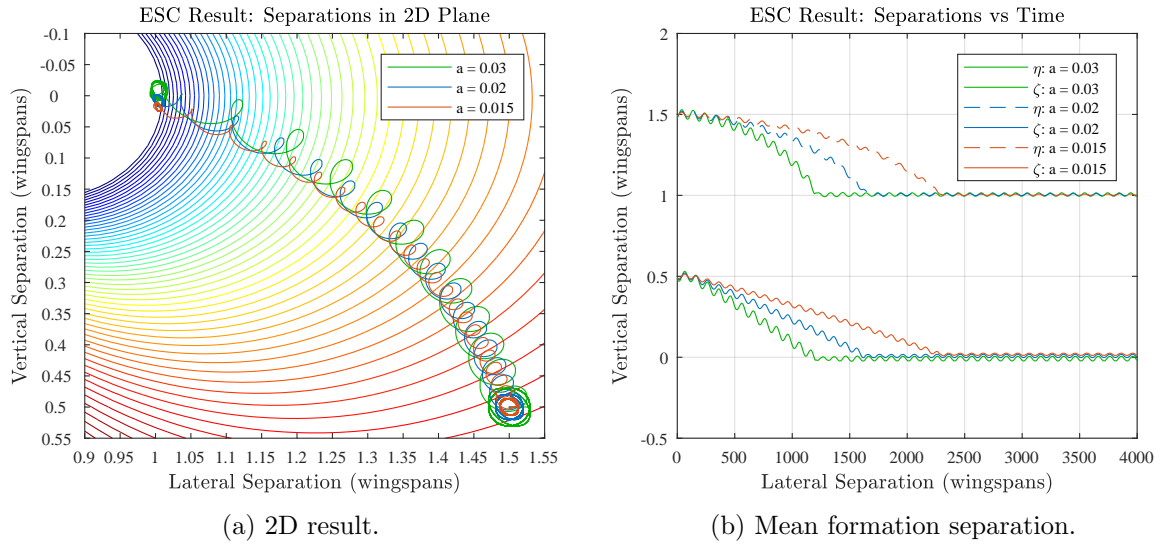 ESC Result: Separations in 2D Plane
-0.1
-0.05
0
0.05
0.1
0.15
0.2
0.25
0.3
0.35
0.4
0.45
0.5
0.55
Vertical Separation (wingspans)
a = 0.03
a = 0.02
a = 0.015
0.9 0.95 1 1.05 1.1 1.15 1.2 1.25 1.3 1.35 1.4 1.45 1.5 1.55
Lateral Separation (wingspans)
(a) 2D result.
ESC Result: Separations vs Time
2
1.5
1
0.5
0
-0.5
Vertical Separation (wingspans)
η: a = 0.03
ζ: a = 0.03
η: a = 0.02
ζ: a = 0.02
η: a = 0.015
ζ: a = 0.015
0 500 1000 1500 2000 2500 3000 3500 4000
Lateral Separation (wingspans)
(b) Mean formation separation.